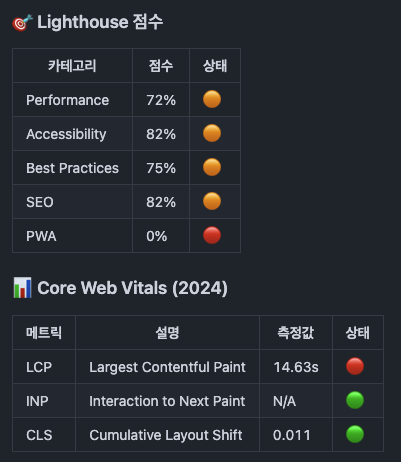 🎯 Lighthouse 점수
카테고리 점수 상태
Performance 72% 🟠
Accessibility 82% 🟠
Best Practices 75% 🟠
SEO 82% 🟠
PWA 0% 🔴
📊 Core Web Vitals (2024)
메트릭 설명 측정값 상태
LCP Largest Contentful Paint 14.63s 🔴
INP Interaction to Next Paint N/A 🟢
CLS Cumulative Layout Shift 0.011 🟢